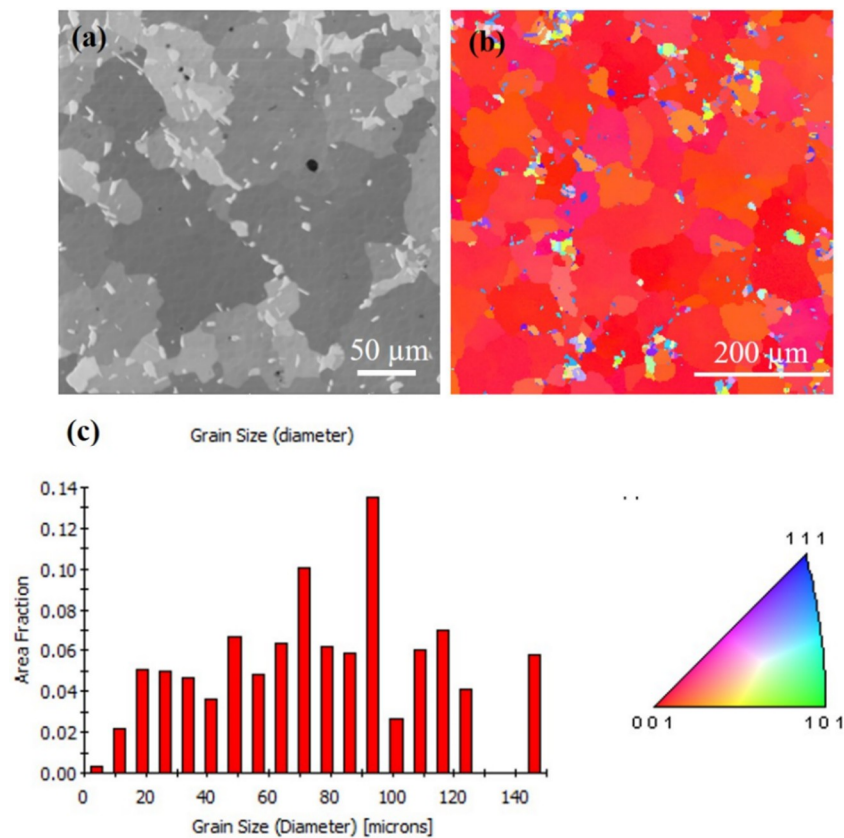 (a)
50 µm
(b)
200 µm
(c)
Grain Size (diameter)
Area Fraction
0.14
0.12
0.10
0.08
0.06
0.04
0.02
0.00
0 20 40 60 80 100 120 140
Grain Size (Diameter) [microns]
1 1 1
0 0 1
1 0 1